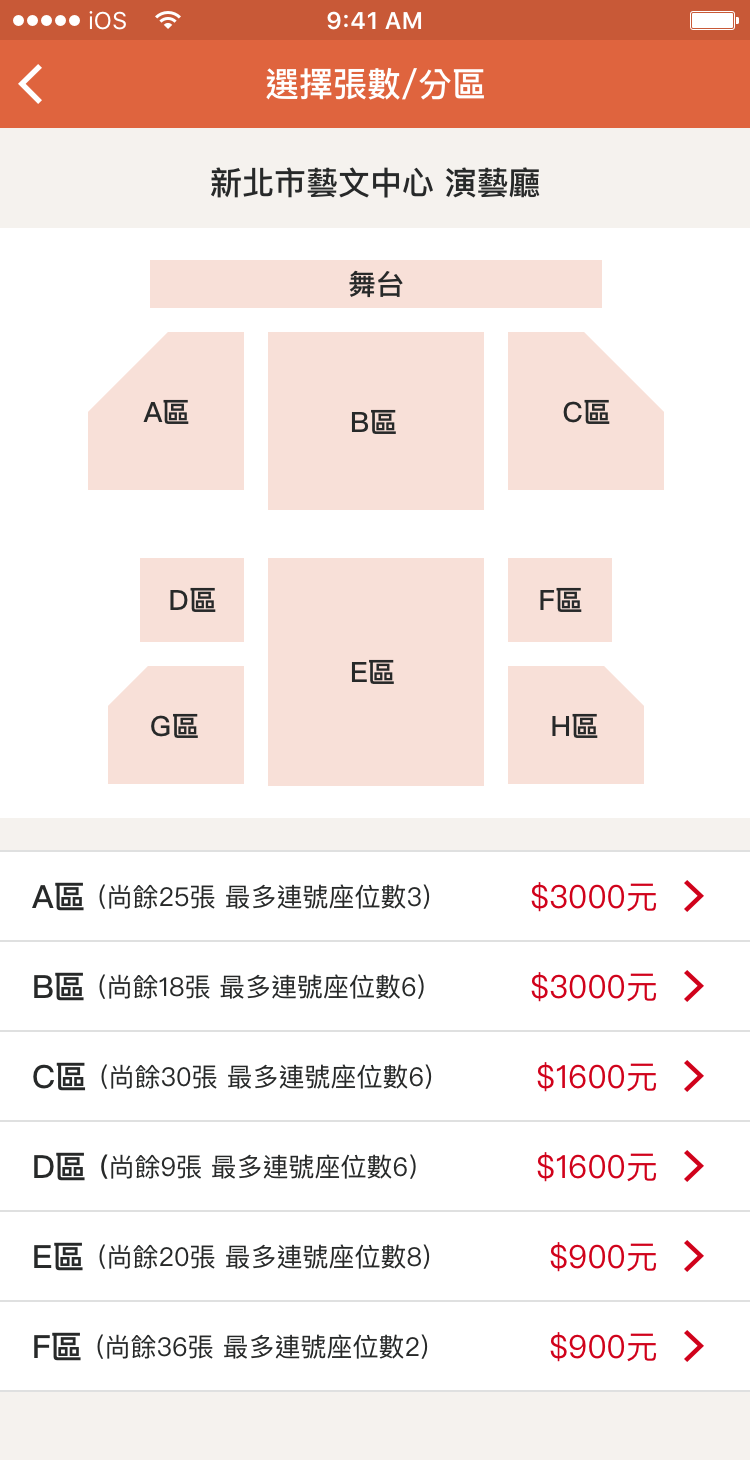 iOS 9:41 AM
選擇張數/分區
新北市藝文中心 演藝廳
舞台
A區 B區 C區
D區 F區
E區
G區 H區
A區 (尚餘25張 最多連號座位數3) $3000元
B區 (尚餘18張 最多連號座位數6) $3000元
C區 (尚餘30張 最多連號座位數6) $1600元
D區 (尚餘9張 最多連號座位數6) $1600元
E區 (尚餘20張 最多連號座位數8) $900元
F區 (尚餘36張 最多連號座位數2) $900元